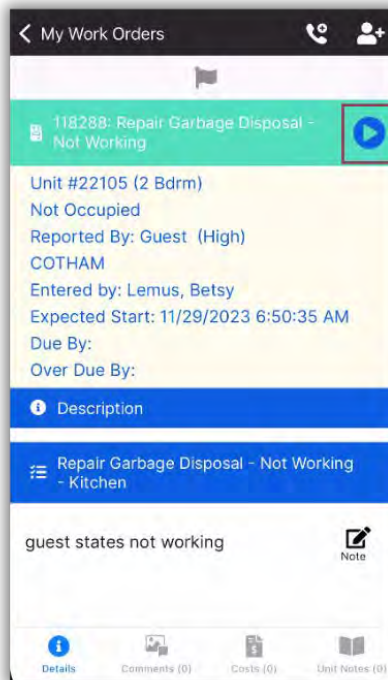 My Work Orders
118288: Repair Garbage Disposal -
Not Working
Unit #22105 (2 Bdrm)
Not Occupied
Reported By: Guest (High)
COTHAM
Entered by: Lemus, Betsy
Expected Start: 11/29/2023 6:50:35 AM
Due By:
Over Due By:
Description
Repair Garbage Disposal - Not Working
- Kitchen
guest states not working
Note
Details Comments (0) Costs (0) Unit Notes (0)